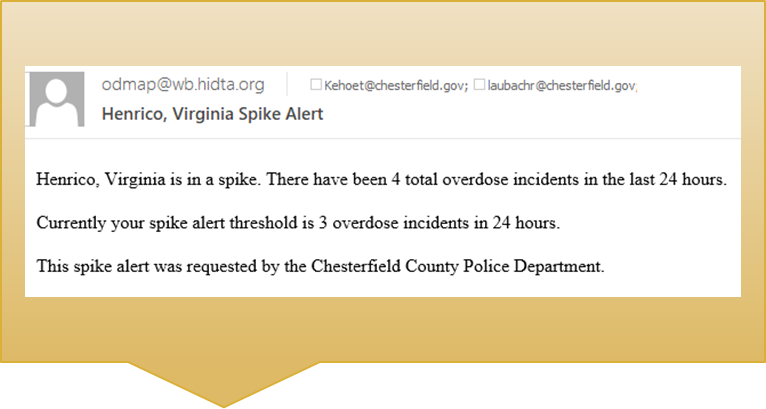 odmap@wb.hidta.org
Kehoet@chesterfield.gov; laubachr@chesterfield.gov
Henrico, Virginia Spike Alert
Henrico, Virginia is in a spike. There have been 4 total overdose incidents in the last 24 hours.
Currently your spike alert threshold is 3 overdose incidents in 24 hours.
This spike alert was requested by the Chesterfield County Police Department.